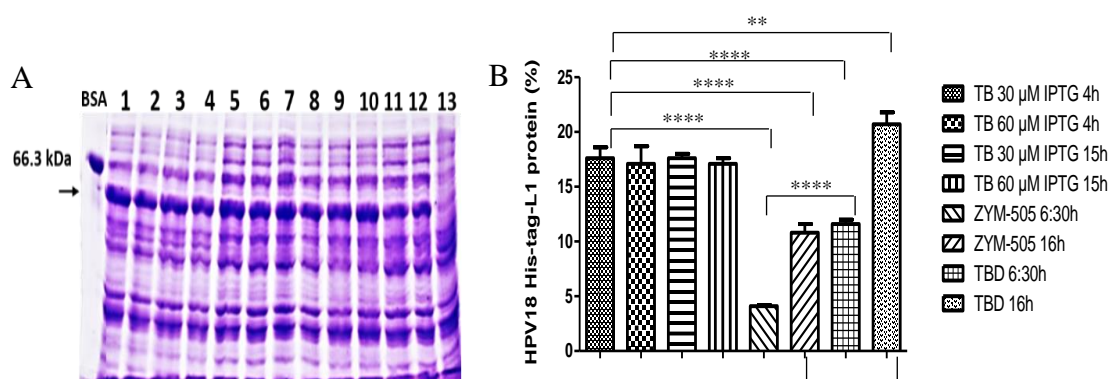 A
BSA 1 2 3 4 5 6 7 8 9 10 11 12 13
66.3 kDa
B
HPV18 His-tag-L1 protein (%)
25
20
15
10
5
0
**
****
****
****
****
TB 30 µM IPTG 4h
TB 60 µM IPTG 4h
TB 30 µM IPTG 15h
TB 60 µM IPTG 15h
ZYM-505 6:30h
ZYM-505 16h
TBD 6:30h
TBD 16h